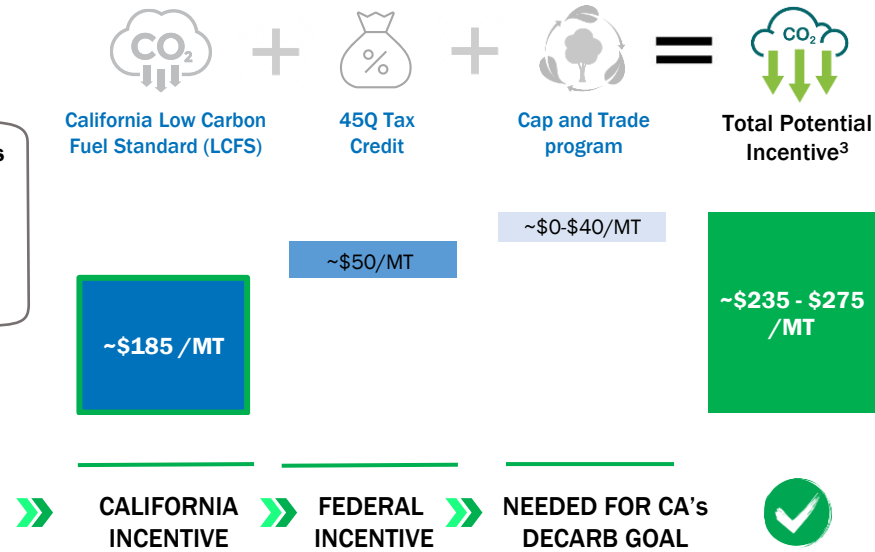 CO2
%
CO2
California Low Carbon
Fuel Standard (LCFS)
45Q Tax
Credit
Cap and Trade
program
Total Potential
Incentive3
s
~$0-$40/MT
~$50/MT
~$185 /MT
~$235 - $275
/MT
CALIFORNIA
INCENTIVE
FEDERAL
INCENTIVE
NEEDED FOR CA's
DECARB GOAL